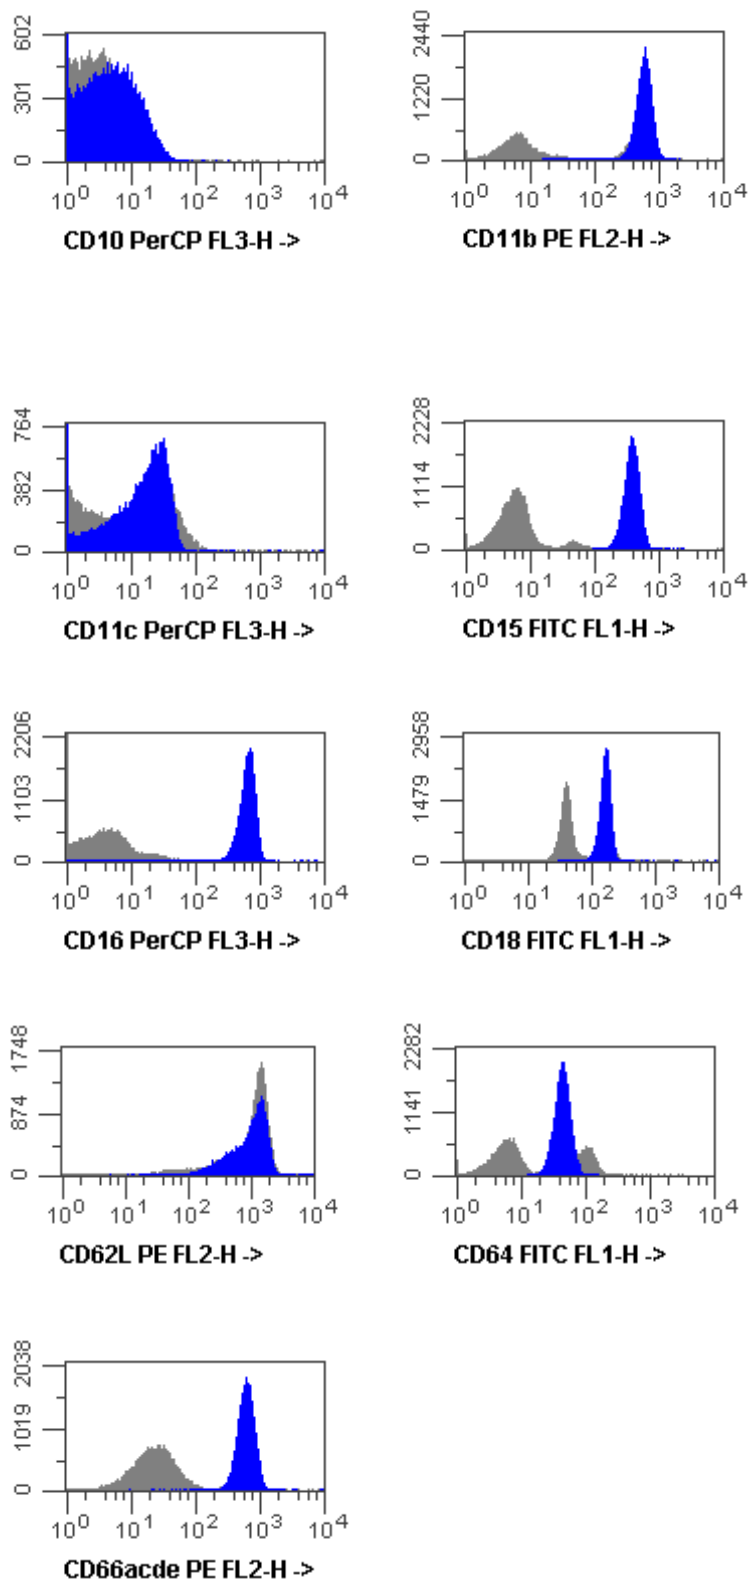 602
301
0
10^0 10^1 10^2 10^3 10^4
CD10 PerCP FL3-H ->
2440
1220
0
10^0 10^1 10^2 10^3 10^4
CD11b PE FL2-H ->
764
382
0
10^0 10^1 10^2 10^3 10^4
CD11c PerCP FL3-H ->
2228
1114
0
10^0 10^1 10^2 10^3 10^4
CD15 FITC FL1-H ->
2206
1103
0
10^0 10^1 10^2 10^3 10^4
CD16 PerCP FL3-H ->
2958
1479
0
10^0 10^1 10^2 10^3 10^4
CD18 FITC FL1-H ->
1748
874
0
10^0 10^1 10^2 10^3 10^4
CD62L PE FL2-H ->
2282
1141
0
10^0 10^1 10^2 10^3 10^4
CD64 FITC FL1-H ->
2038
1019
0
10^0 10^1 10^2 10^3 10^4
CD66acde PE FL2-H ->